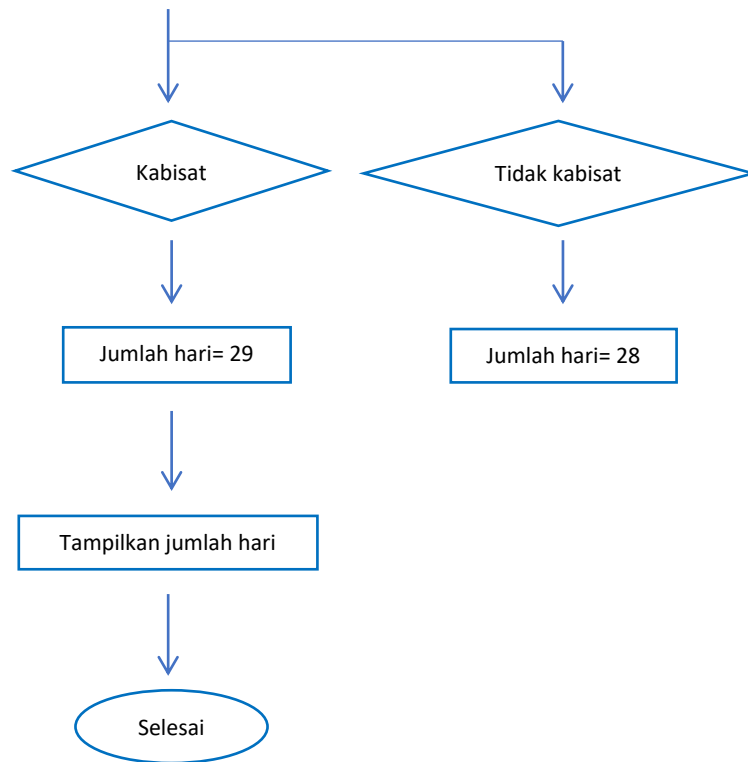 Kabisat
Tidak kabisat
Jumlah hari= 29
Jumlah hari= 28
Tampilkan jumlah hari
Selesai